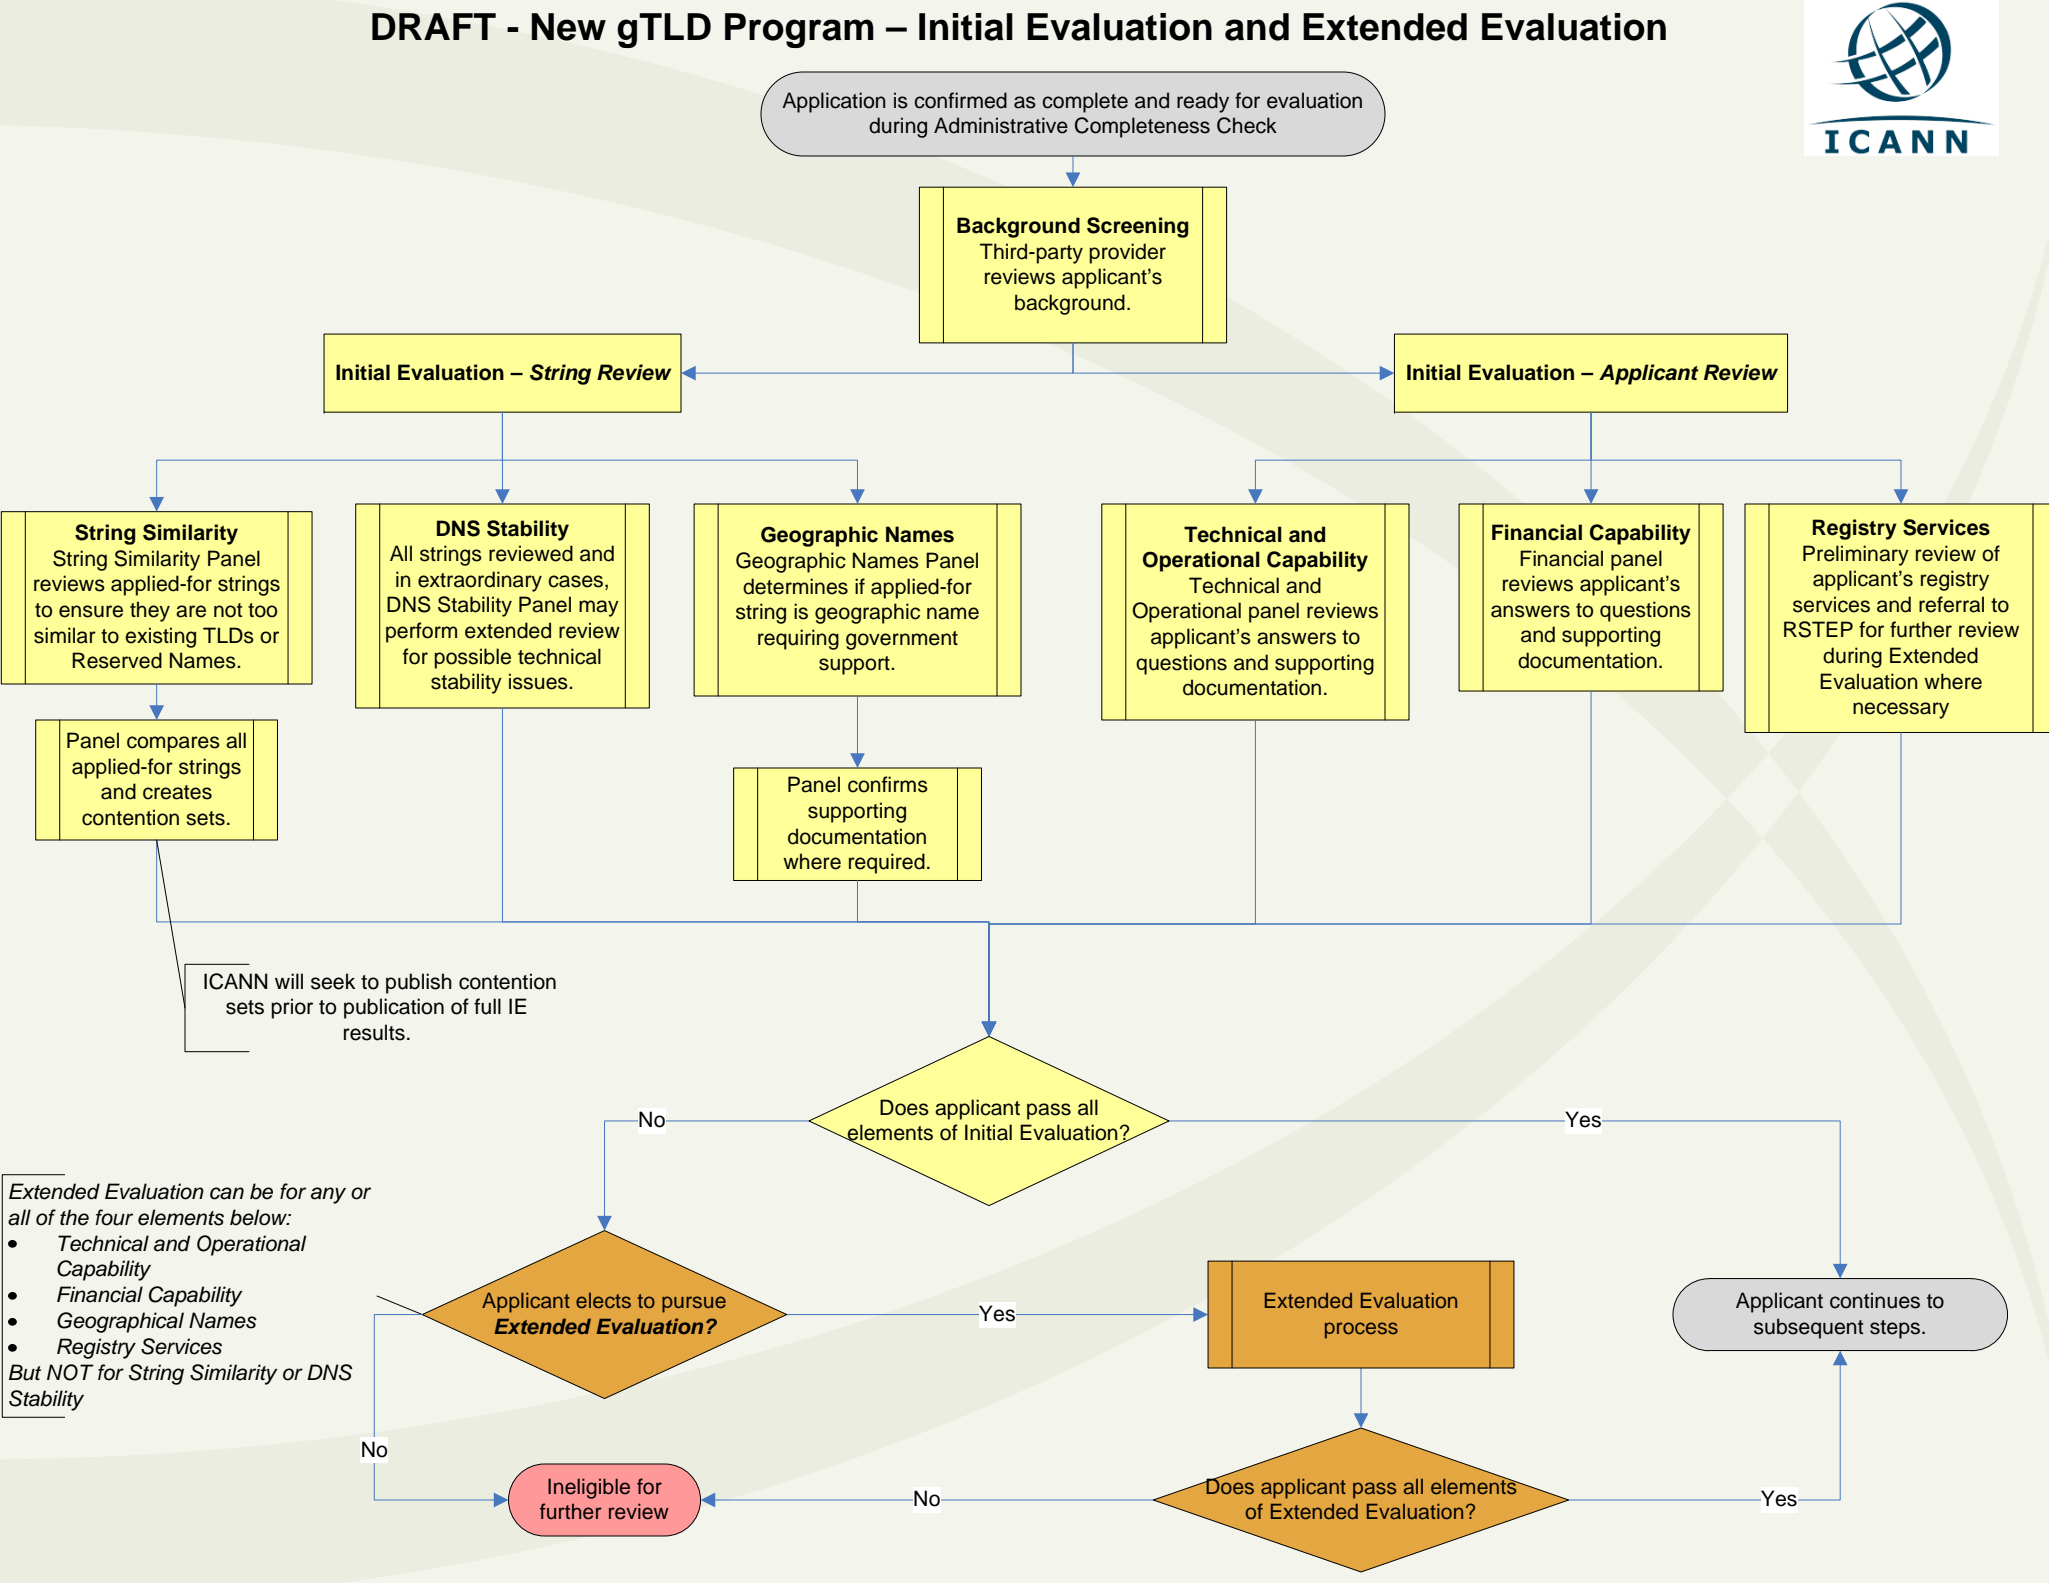 DRAFT - New gTLD Program – Initial Evaluation and Extended Evaluation
ICANN
Application is confirmed as complete and ready for evaluation
during Administrative Completeness Check
Background Screening
Third-party provider
reviews applicant’s
background.
Initial Evaluation – String Review
Initial Evaluation – Applicant Review
String Similarity
String Similarity Panel
reviews applied-for strings
to ensure they are not too
similar to existing TLDs or
Reserved Names.
DNS Stability
All strings reviewed and
in extraordinary cases,
DNS Stability Panel may
perform extended review
for possible technical
stability issues.
Geographic Names
Geographic Names Panel
determines if applied-for
string is geographic name
requiring government
support.
Technical and
Operational Capability
Technical and
Operational panel reviews
applicant’s answers to
questions and supporting
documentation.
Financial Capability
Financial panel
reviews applicant’s
answers to questions
and supporting
documentation.
Registry Services
Preliminary review of
applicant’s registry
services and referral to
RSTEP for further review
during Extended
Evaluation where
necessary
Panel compares all
applied-for strings
and creates
contention sets.
Panel confirms
supporting
documentation
where required.
ICANN will seek to publish contention
sets prior to publication of full IE
results.
Does applicant pass all
elements of Initial Evaluation?
No
Yes
Extended Evaluation can be for any or
all of the four elements below:
• Technical and Operational
Capability
• Financial Capability
• Geographical Names
• Registry Services
But NOT for String Similarity or DNS
Stability
Applicant elects to pursue
Extended Evaluation?
Yes
Extended Evaluation
process
Applicant continues to
subsequent steps.
No
Ineligible for
further review
No
Does applicant pass all elements
of Extended Evaluation?
Yes